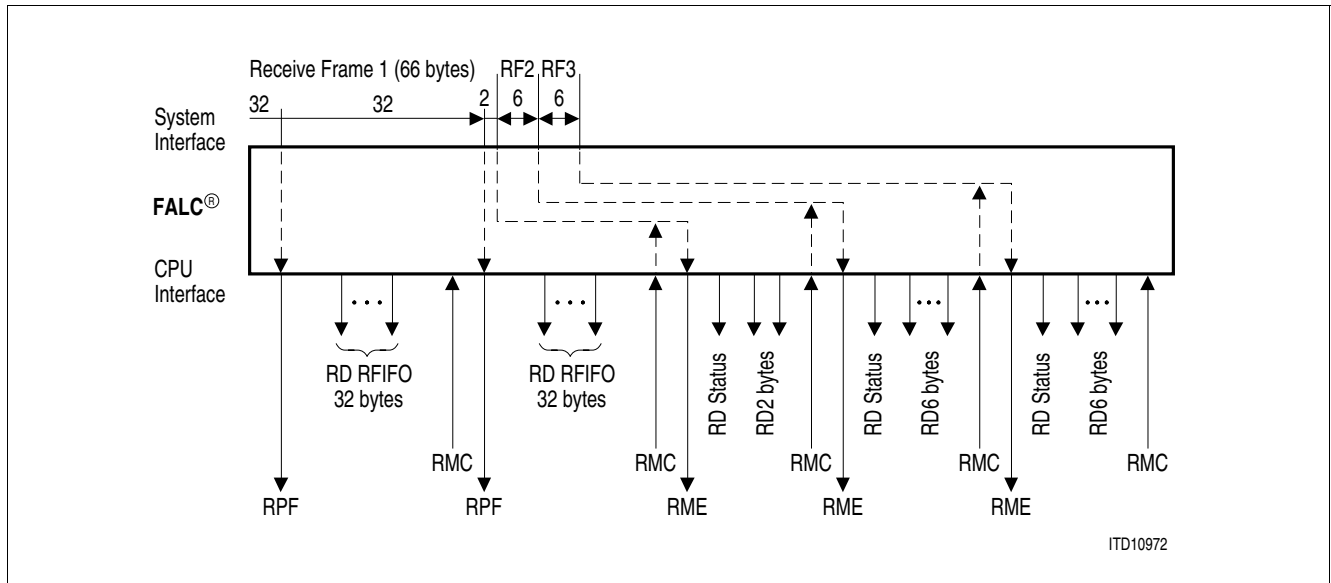 Receive Frame 1 (66 bytes) RF2 RF3
32 32 2 6 6
System
Interface
FALC®
CPU
Interface
... ... ... ...
RD RFIFO
32 bytes
RD RFIFO
32 bytes
RD Status
RD2 bytes
RD Status
RD6 bytes
RD Status
RD6 bytes
RMC RMC RMC RMC RMC
RPF RPF RME RME RME
ITD10972